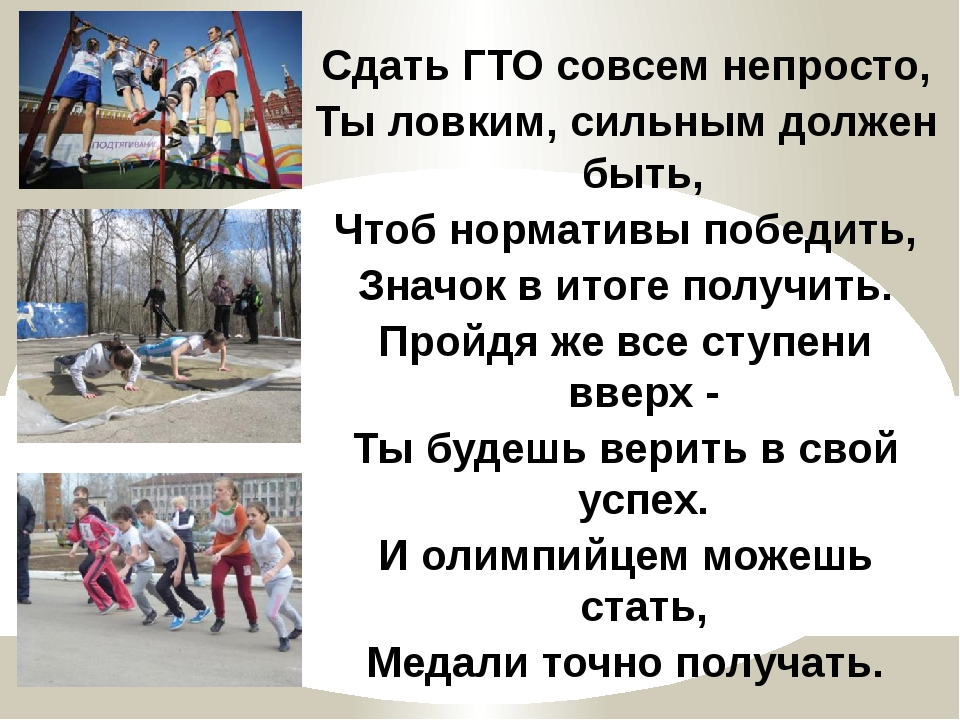 ПОДТЯГИВАНИЕ
Сдать ГТО совсем непросто,
Ты ловким, сильным должен
быть,
Чтоб нормативы победить,
Значок в итоге получить.
Пройдя же все ступени
вверх -
Ты будешь верить в свой
успех.
И олимпийцем можешь
стать,
Медали точно получать.